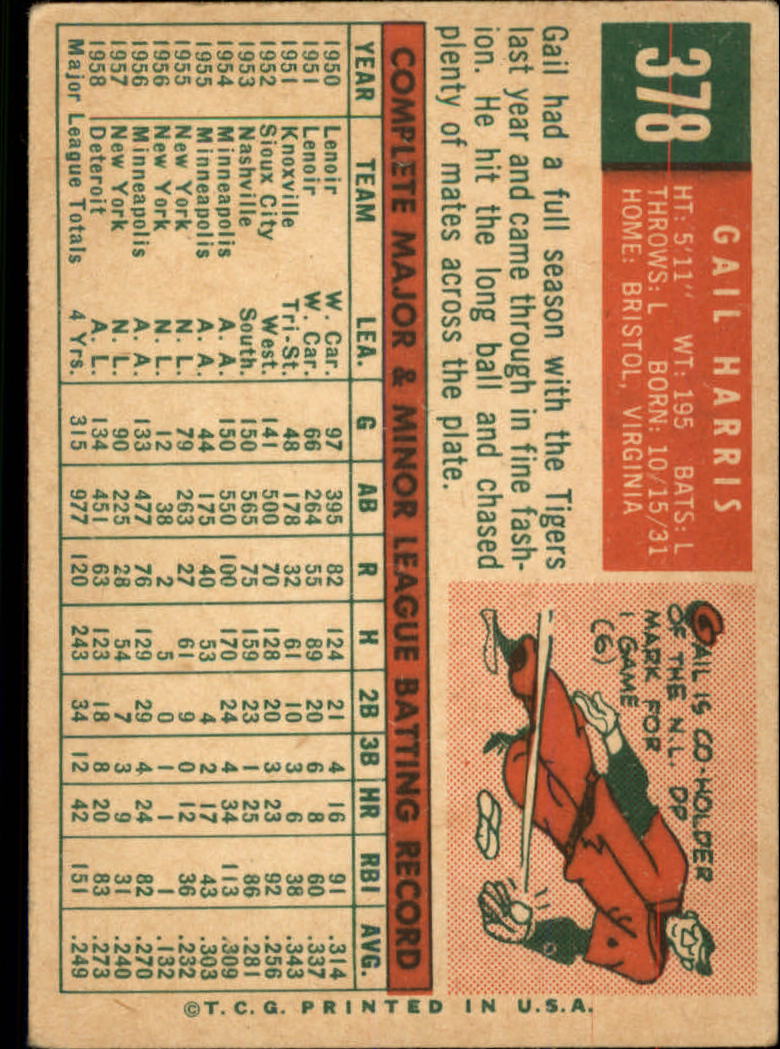 378
GAIL HARRIS
HT: 5'11" WT: 195 BATS: L
THROWS: L BORN: 10/15/31
HOME: BRISTOL, VIRGINIA
Gail had a full season with the Tigers
last year and came through in fine fash-
ion. He hit the long ball and chased
plenty of mates across the plate.
GAIL IS CO-HOLDER
OF THE N.L. DP
MARK FOR
1 GAME
(6)
COMPLETE MAJOR & MINOR LEAGUE BATTING RECORD
YEAR TEAM LEA. G AB R H 2B 3B HR RBI AVG.
1950 Lenoir W. Car. 97 395 82 124 21 4 16 91 .314
1951 Lenoir W. Car. 66 264 55 89 20 6 8 60 .337
1951 Knoxville Tri-St. 48 178 32 61 10 3 6 38 .343
1952 Sioux City West. 141 500 70 128 20 3 23 92 .256
1953 Nashville South. 150 565 75 159 23 1 25 86 .281
1954 Minneapolis A. A. 150 550 100 170 24 4 34 113 .309
1955 Minneapolis A. A. 44 175 40 53 4 2 17 43 .303
1955 New York N. L. 79 263 27 61 9 0 12 36 .232
1956 New York N. L. 12 38 2 5 0 1 1 1 .132
1956 Minneapolis A. A. 133 477 76 129 29 4 24 82 .270
1957 New York N. L. 90 225 28 54 7 3 9 31 .240
1958 Detroit A. L. 134 451 63 123 18 8 20 83 .273
Major League Totals 4 Yrs. 315 977 120 243 34 12 42 151 .249
©T.C.G. PRINTED IN U.S.A.